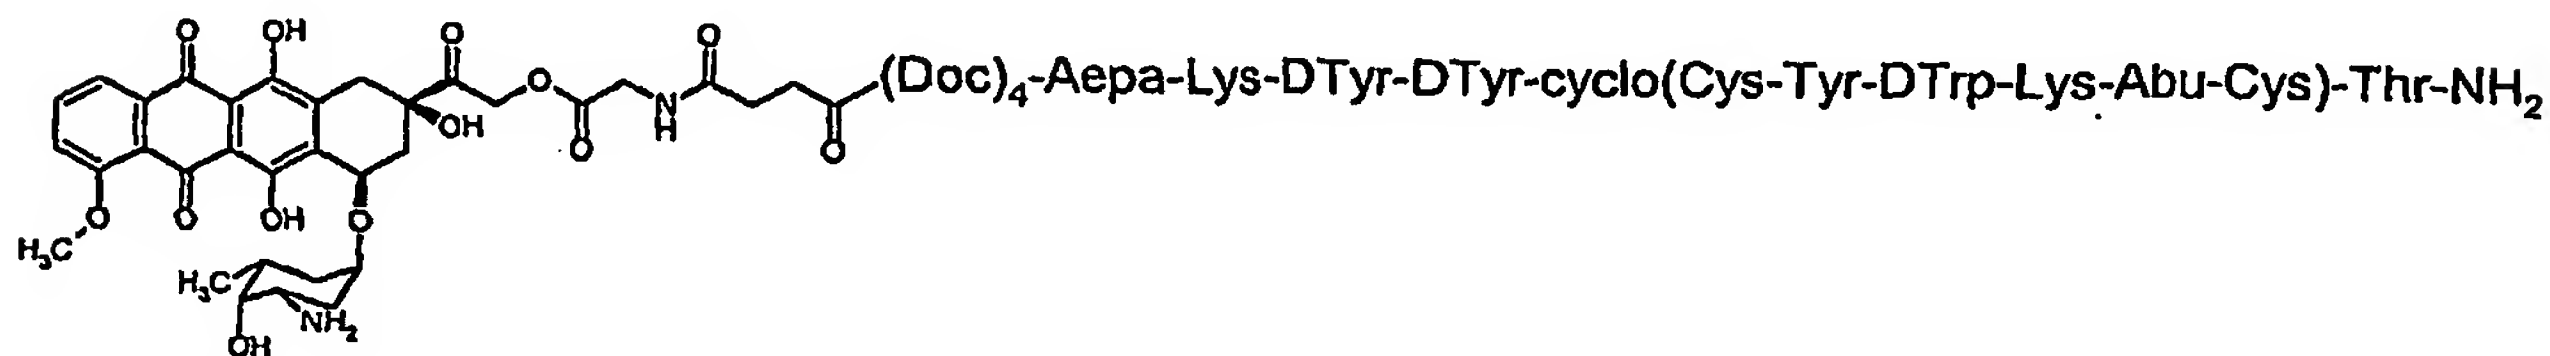 O OH O O (Doc)4-Aepa-Lys-DTyr-DTyr-cyclo(Cys-Tyr-DTrp-Lys-Abu-Cys)-Thr-NH2
O
OH N H
O O
O O OH O
H3C
H3C
NH2
OH